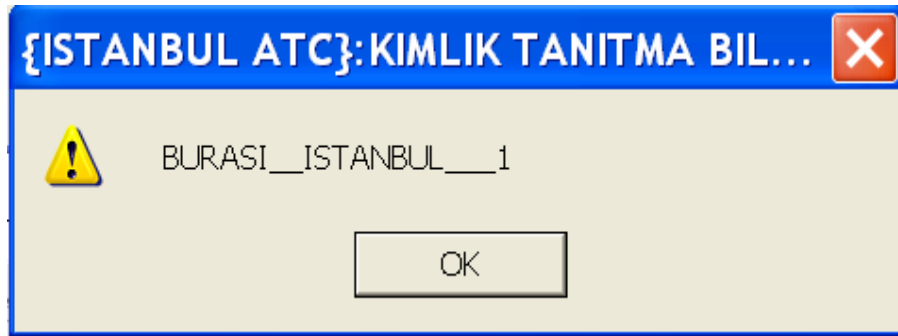 {ISTANBUL ATC}:KIMLIK TANITMA BIL...
BURASI__ISTANBUL___1
OK